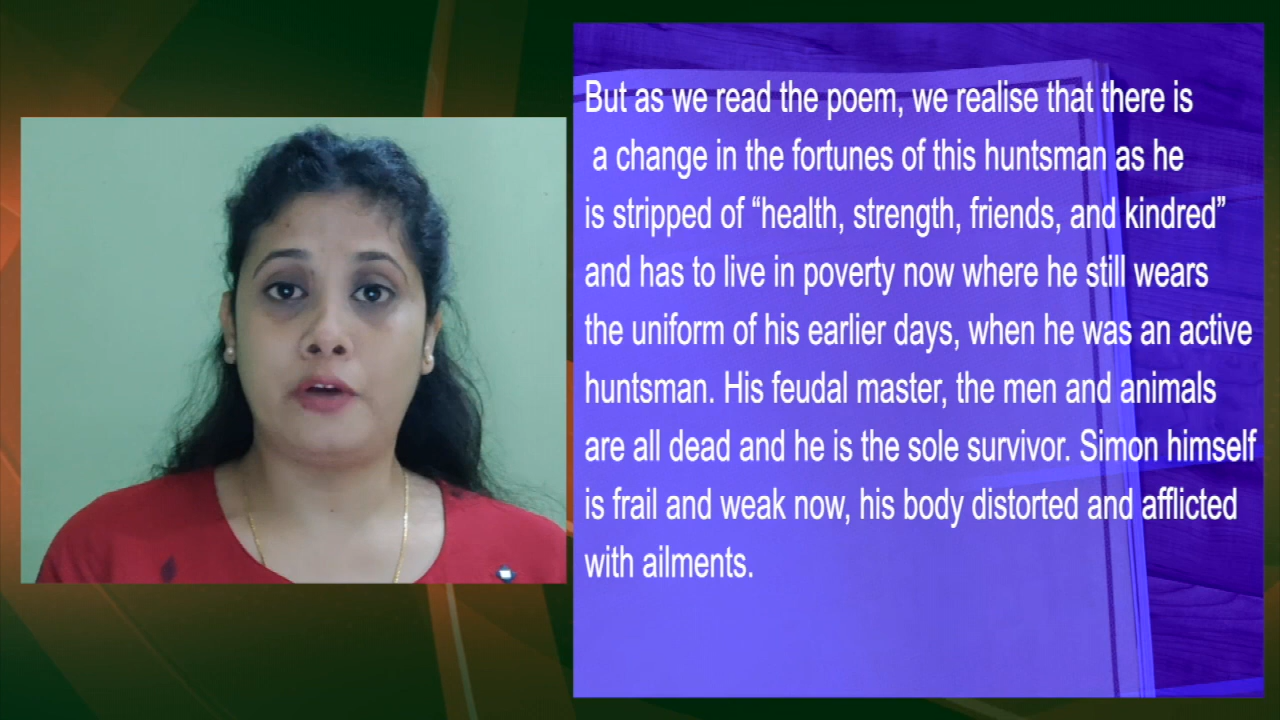 But as we read the poem, we realise that there is
a change in the fortunes of this huntsman as he
is stripped of “health, strength, friends, and kindred”
and has to live in poverty now where he still wears
the uniform of his earlier days, when he was an active
huntsman. His feudal master, the men and animals
are all dead and he is the sole survivor. Simon himself
is frail and weak now, his body distorted and afflicted
with ailments.